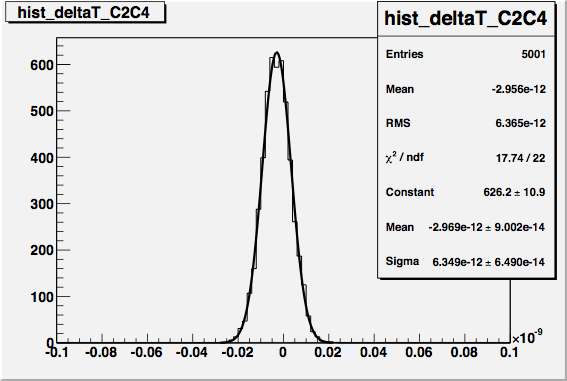 hist_deltaT_C2C4
hist_deltaT_C2C4
Entries 5001
Mean -2.956e-12
RMS 6.365e-12
χ² / ndf 17.74 / 22
Constant 626.2 ± 10.9
Mean -2.969e-12 ± 9.002e-14
Sigma 6.349e-12 ± 6.490e-14
600
500
400
300
200
100
0
-0.1 -0.08 -0.06 -0.04 -0.02 0 0.02 0.04 0.06 0.08 0.1
×10⁻⁹